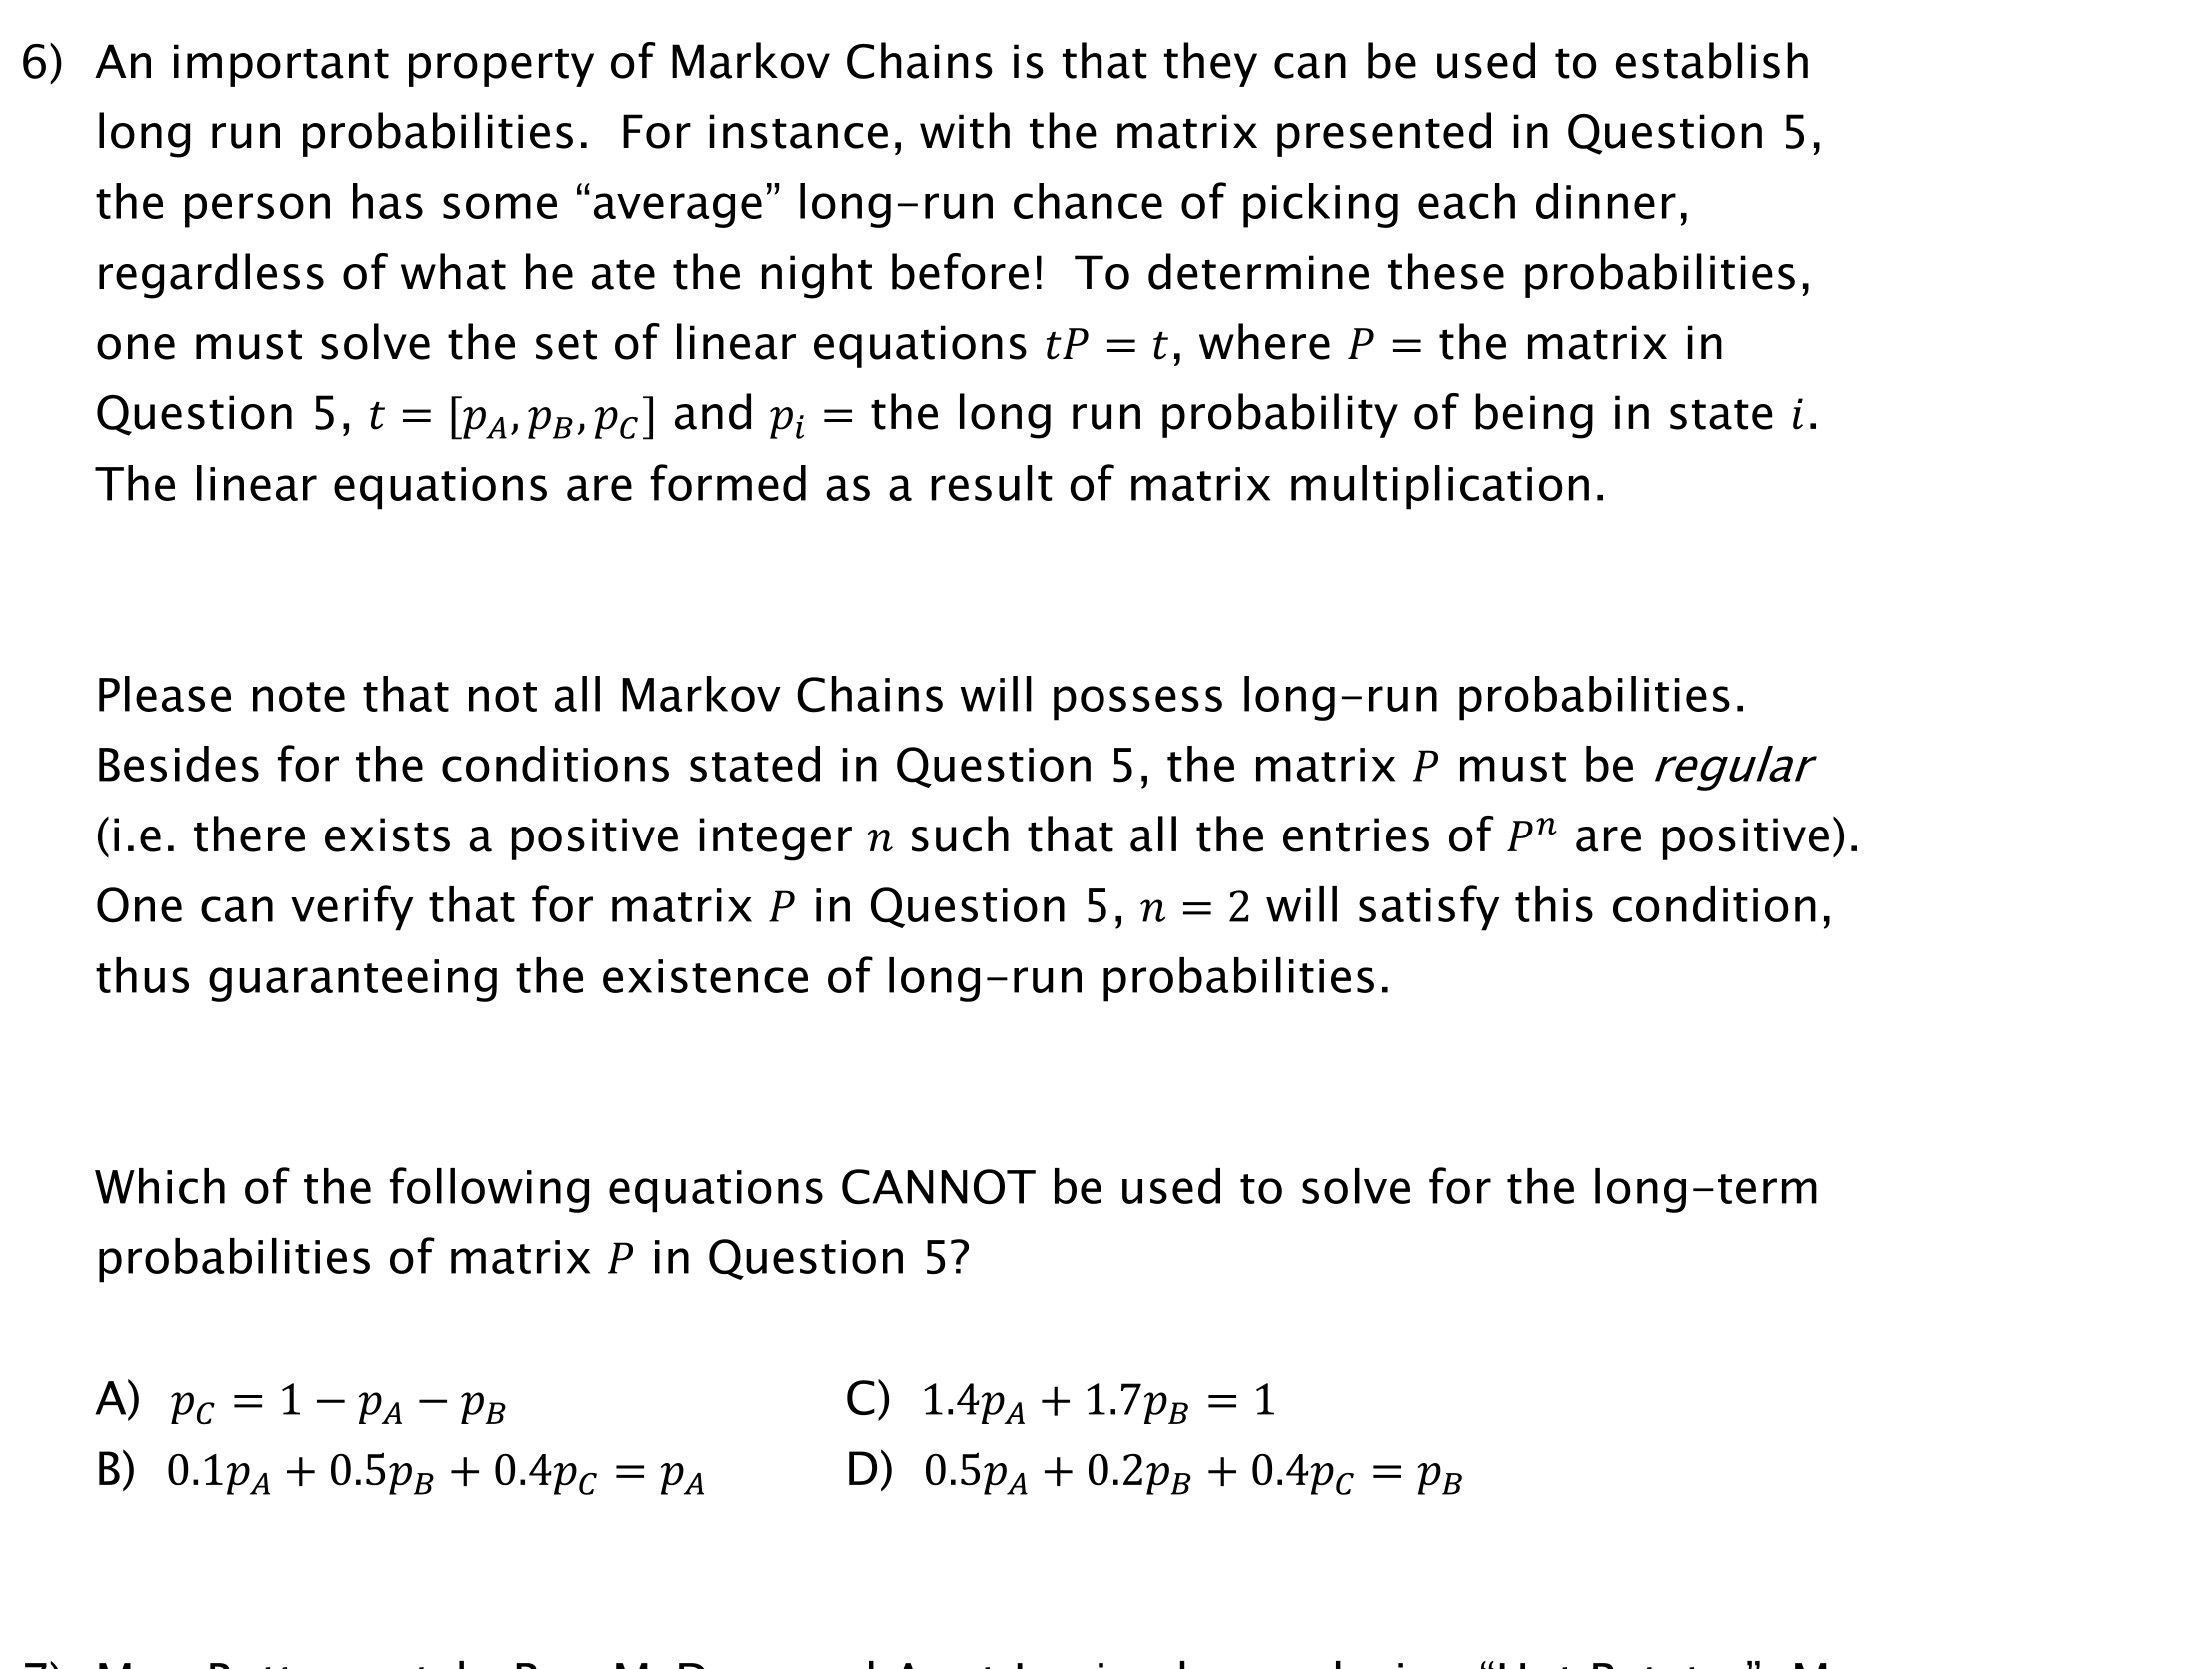 6) An important property of Markov Chains is that they can be used to establish
long run probabilities. For instance, with the matrix presented in Question 5,
the person has some “average” long-run chance of picking each dinner,
regardless of what he ate the night before! To determine these probabilities,
one must solve the set of linear equations tP = t, where P = the matrix in
Question 5, t = [p_A, p_B, p_C] and p_i = the long run probability of being in state i.
The linear equations are formed as a result of matrix multiplication.
Please note that not all Markov Chains will possess long-run probabilities.
Besides for the conditions stated in Question 5, the matrix P must be regular
(i.e. there exists a positive integer n such that all the entries of Pⁿ are positive).
One can verify that for matrix P in Question 5, n = 2 will satisfy this condition,
thus guaranteeing the existence of long-run probabilities.
Which of the following equations CANNOT be used to solve for the long-term
probabilities of matrix P in Question 5?
A) p_C = 1 − p_A − p_B C) 1.4p_A + 1.7p_B = 1
B) 0.1p_A + 0.5p_B + 0.4p_C = p_A D) 0.5p_A + 0.2p_B + 0.4p_C = p_B